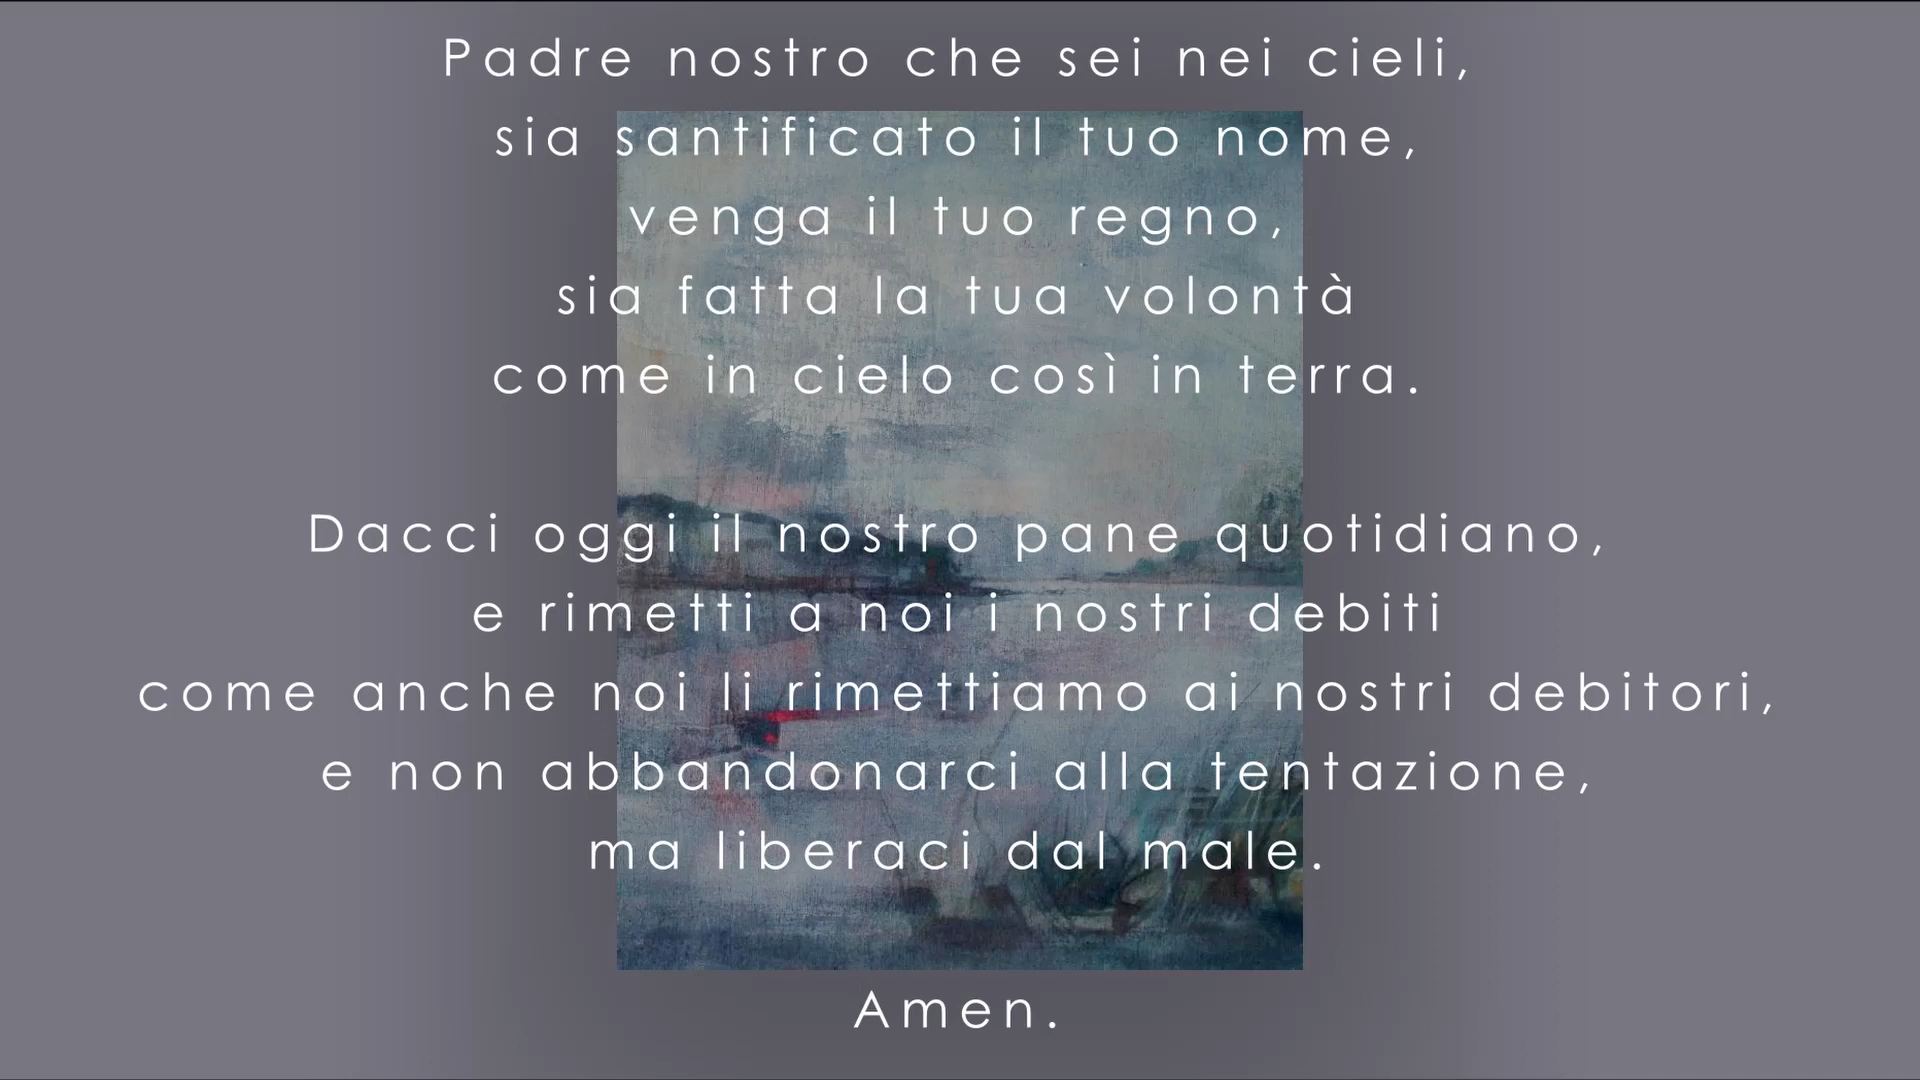 Padre nostro che sei nei cieli,
sia santificato il tuo nome,
venga il tuo regno,
sia fatta la tua volontà
come in cielo così in terra.
Dacci oggi il nostro pane quotidiano,
e rimetti a noi i nostri debiti
come anche noi li rimettiamo ai nostri debitori,
e non abbandonarci alla tentazione,
ma liberaci dal male.
Amen.